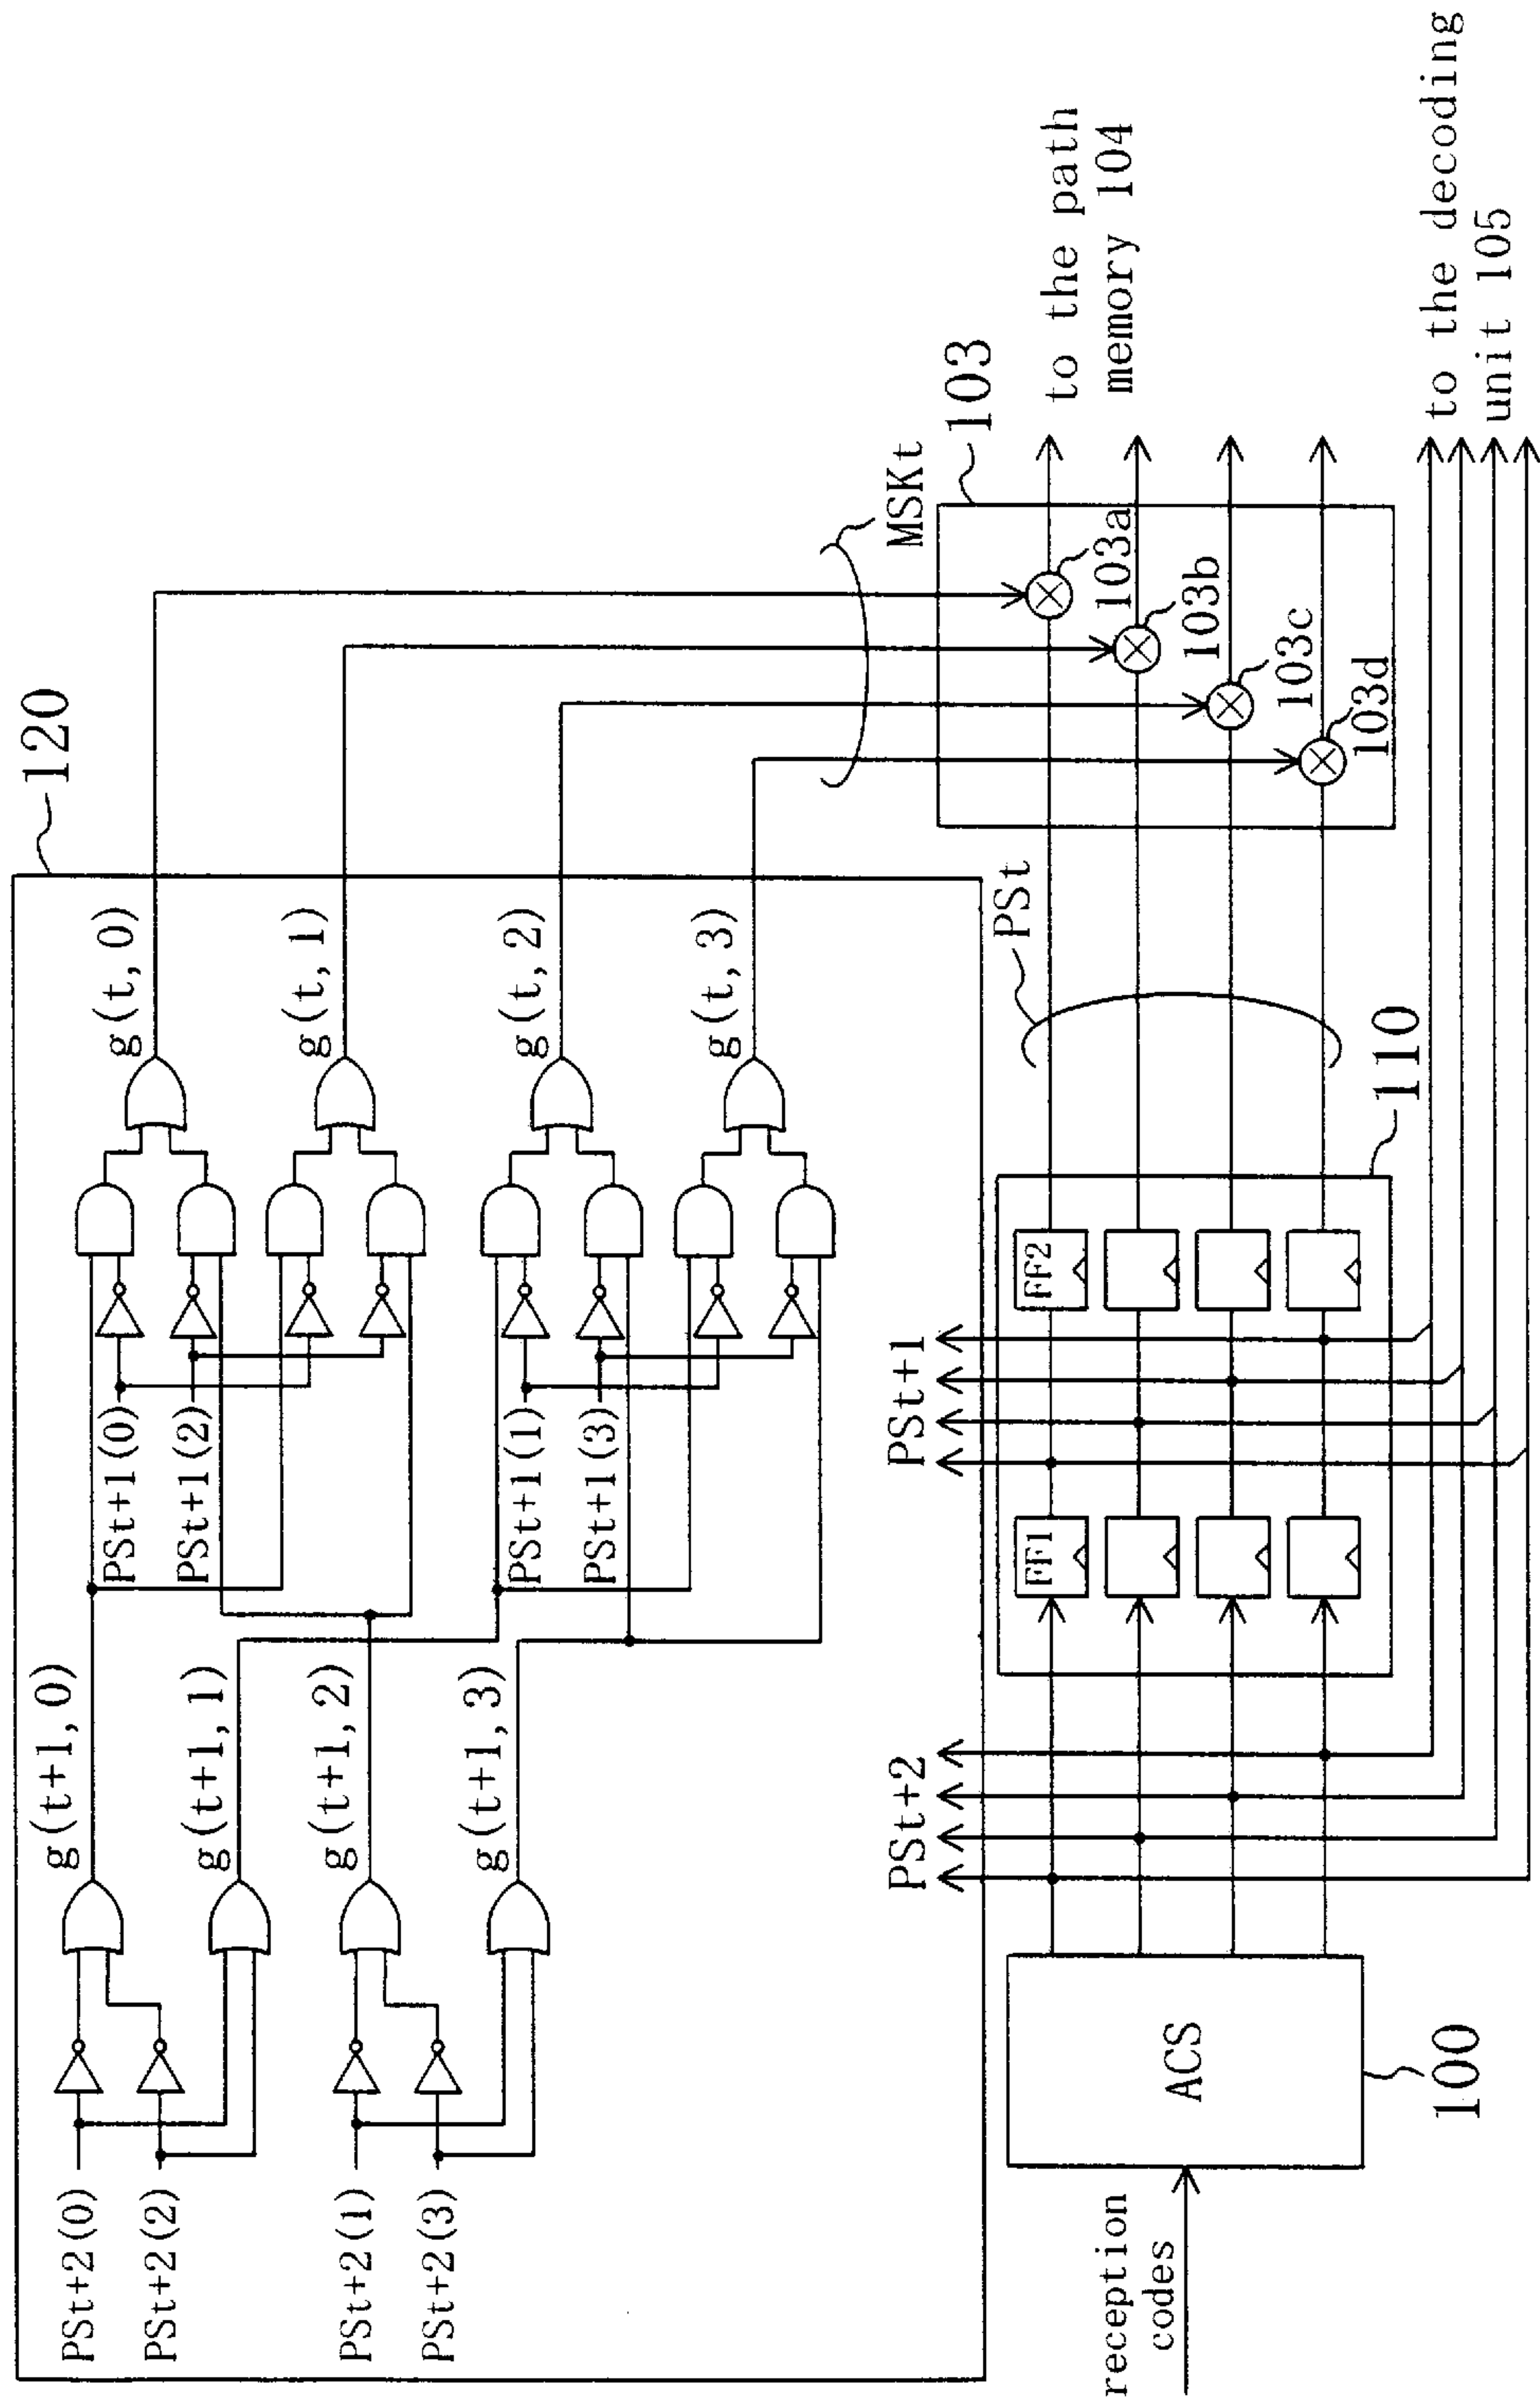 120
PSt+2(0)
PSt+2(2)
PSt+2(1)
PSt+2(3)
g(t+1,0)
g(t+1,1)
g(t+1,2)
g(t+1,3)
PSt+1(0)
PSt+1(2)
PSt+1(1)
PSt+1(3)
g(t,0)
g(t,1)
g(t,2)
g(t,3)
MSKt
103
103a
103b
103c
103d
to the path
memory 104
PSt+2
PSt+1
PSt
FF1
FF2
110
reception
codes
ACS
100
to the decoding
unit 105